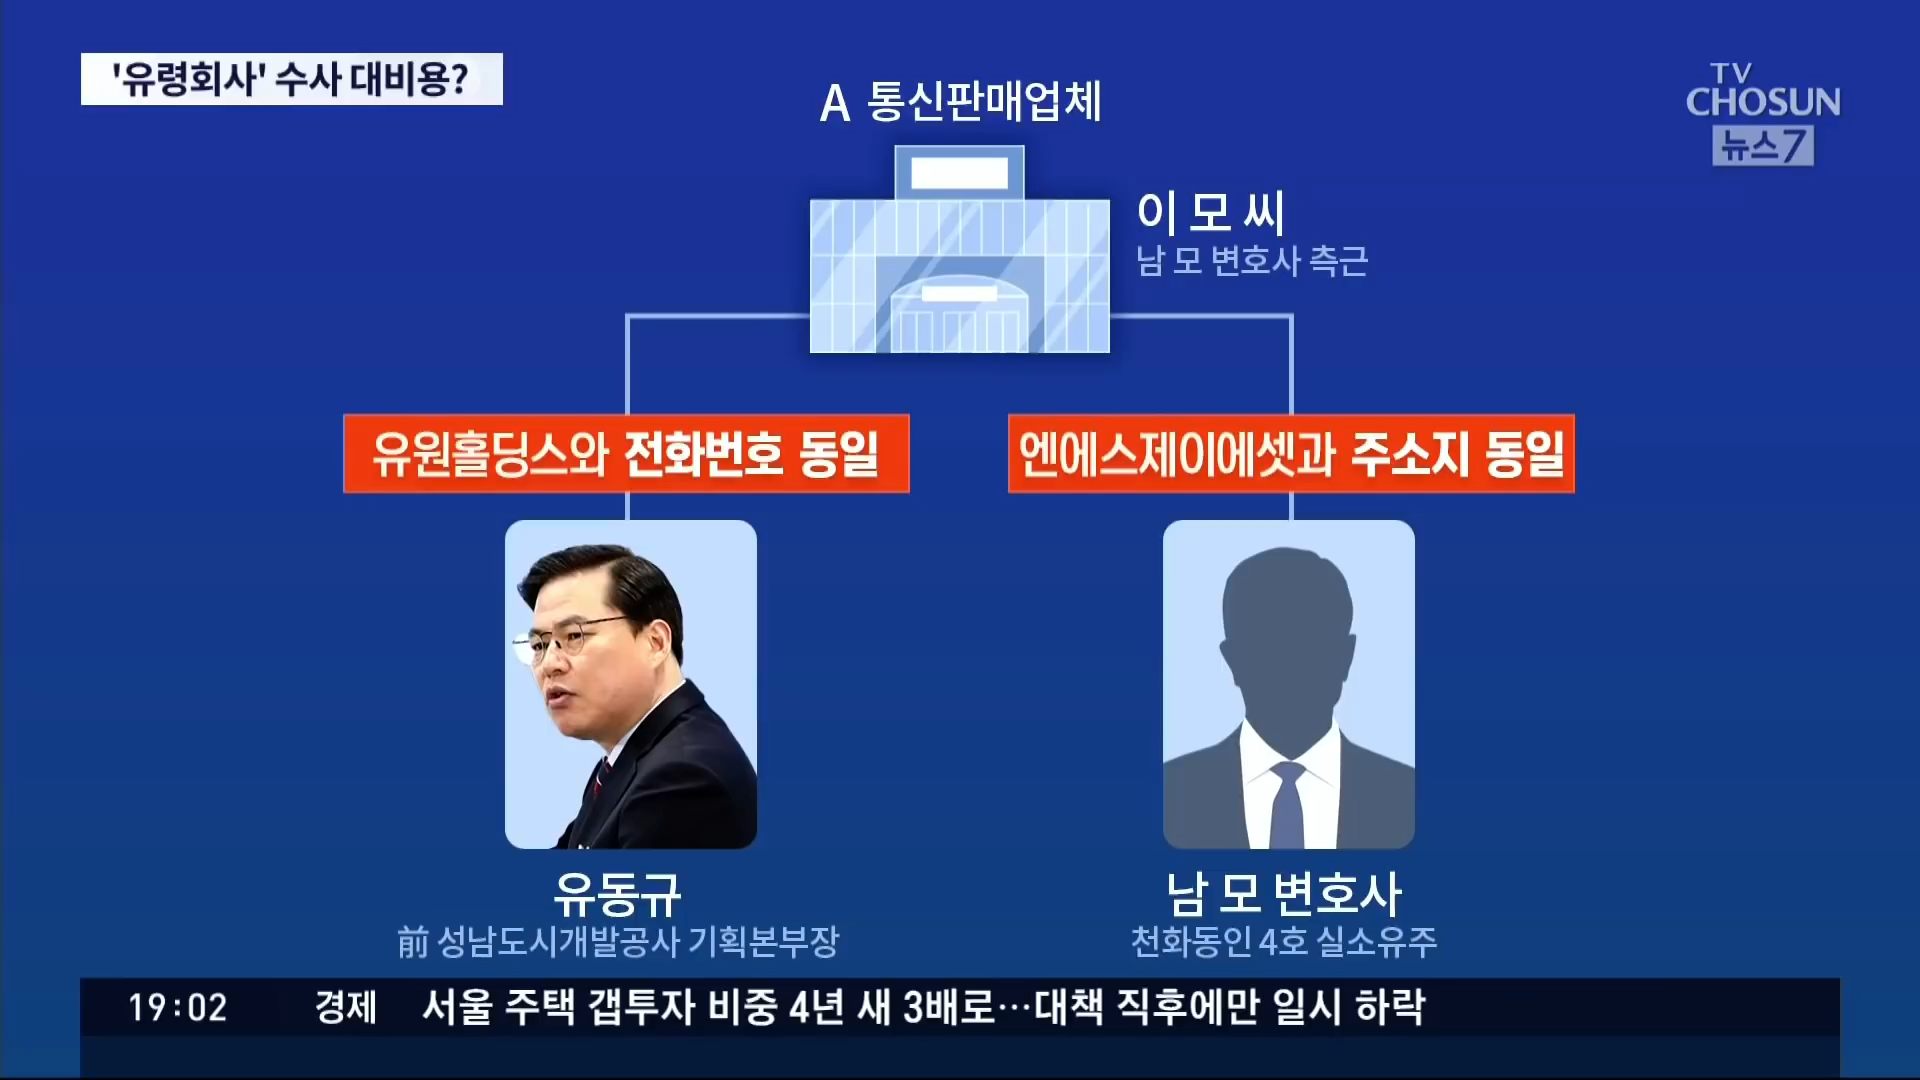 '유령회사' 수사 대비용?
TV
CHOSUN
뉴스7
A 통신판매업체
이 모 씨
남 모 변호사 측근
유원홀딩스와 전화번호 동일
엔에스제이에셋과 주소지 동일
유동규
前 성남도시개발공사 기획본부장
남 모 변호사
천화동인 4호 실소유주
19:02 경제 서울 주택 갭투자 비중 4년 새 3배로…대책 직후에만 일시 하락